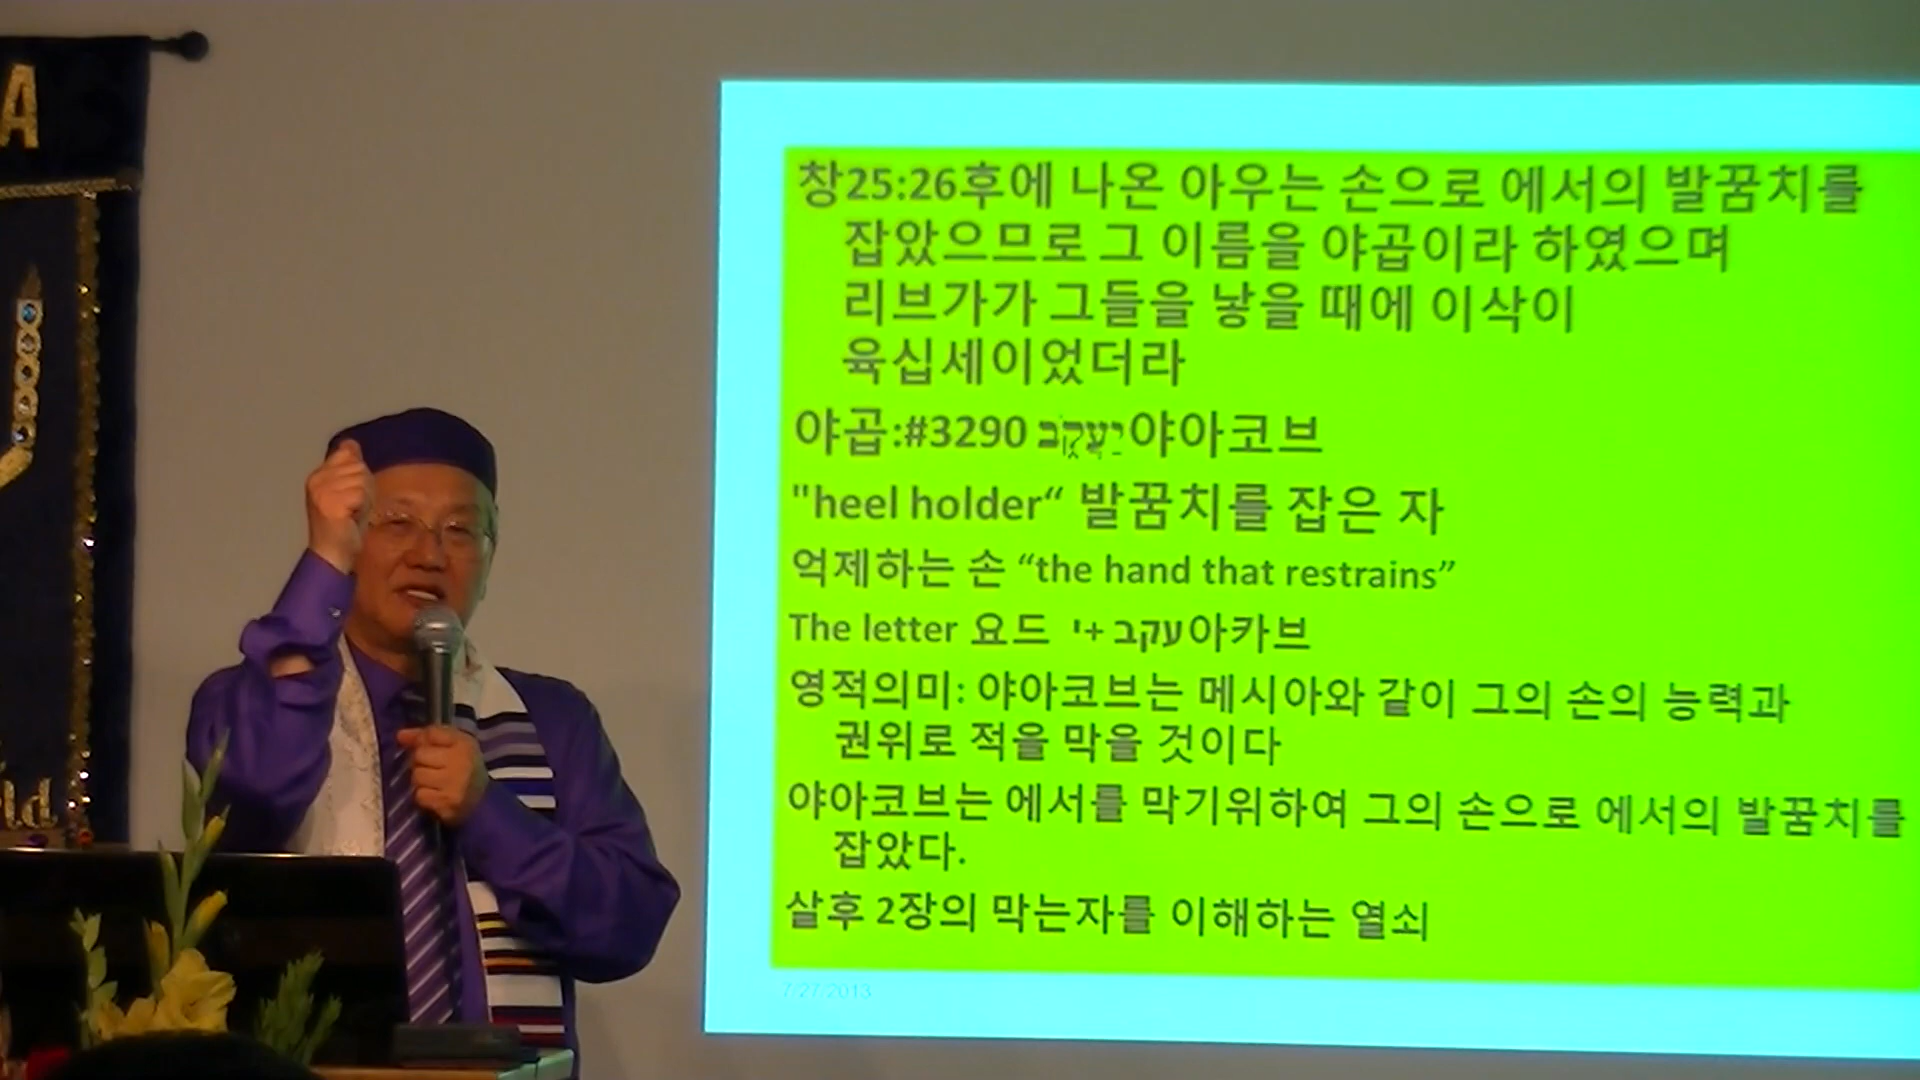 A
창25:26후에 나온 아우는 손으로 에서의 발꿈치를
잡았으므로 그 이름을 야곱이라 하였으며
리브가가 그들을 낳을 때에 이삭이
육십세이었더라
야곱:#3290 יַעֲקֹב야아코브
"heel holder“ 발꿈치를 잡은 자
억제하는 손 “the hand that restrains”
The letter 요드 י+ עקב아카브
영적의미: 야아코브는 메시아와 같이 그의 손의 능력과
권위로 적을 막을 것이다
야아코브는 에서를 막기위하여 그의 손으로 에서의 발꿈치를
잡았다.
살후 2장의 막는자를 이해하는 열쇠
7/27/2013